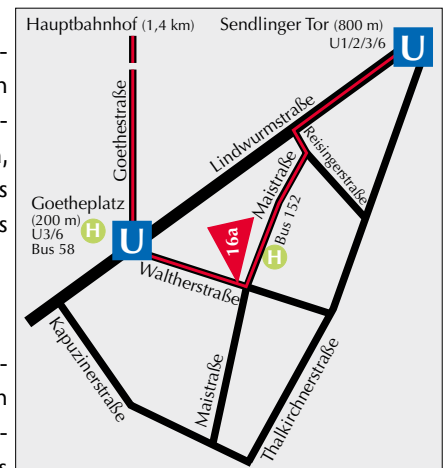 Hauptbahnhof (1,4 km)
Sendlinger Tor (800 m)
U1/2/3/6
U
Goethestraße
Lindwurmstraße
Reisingerstraße
Maistraße
Bus 152
H
Goetheplatz
(200 m)
U3/6
Bus 58
H
U
16a
Waltherstraße
Kapuzinerstraße
Maistraße
Thalkirchnerstraße